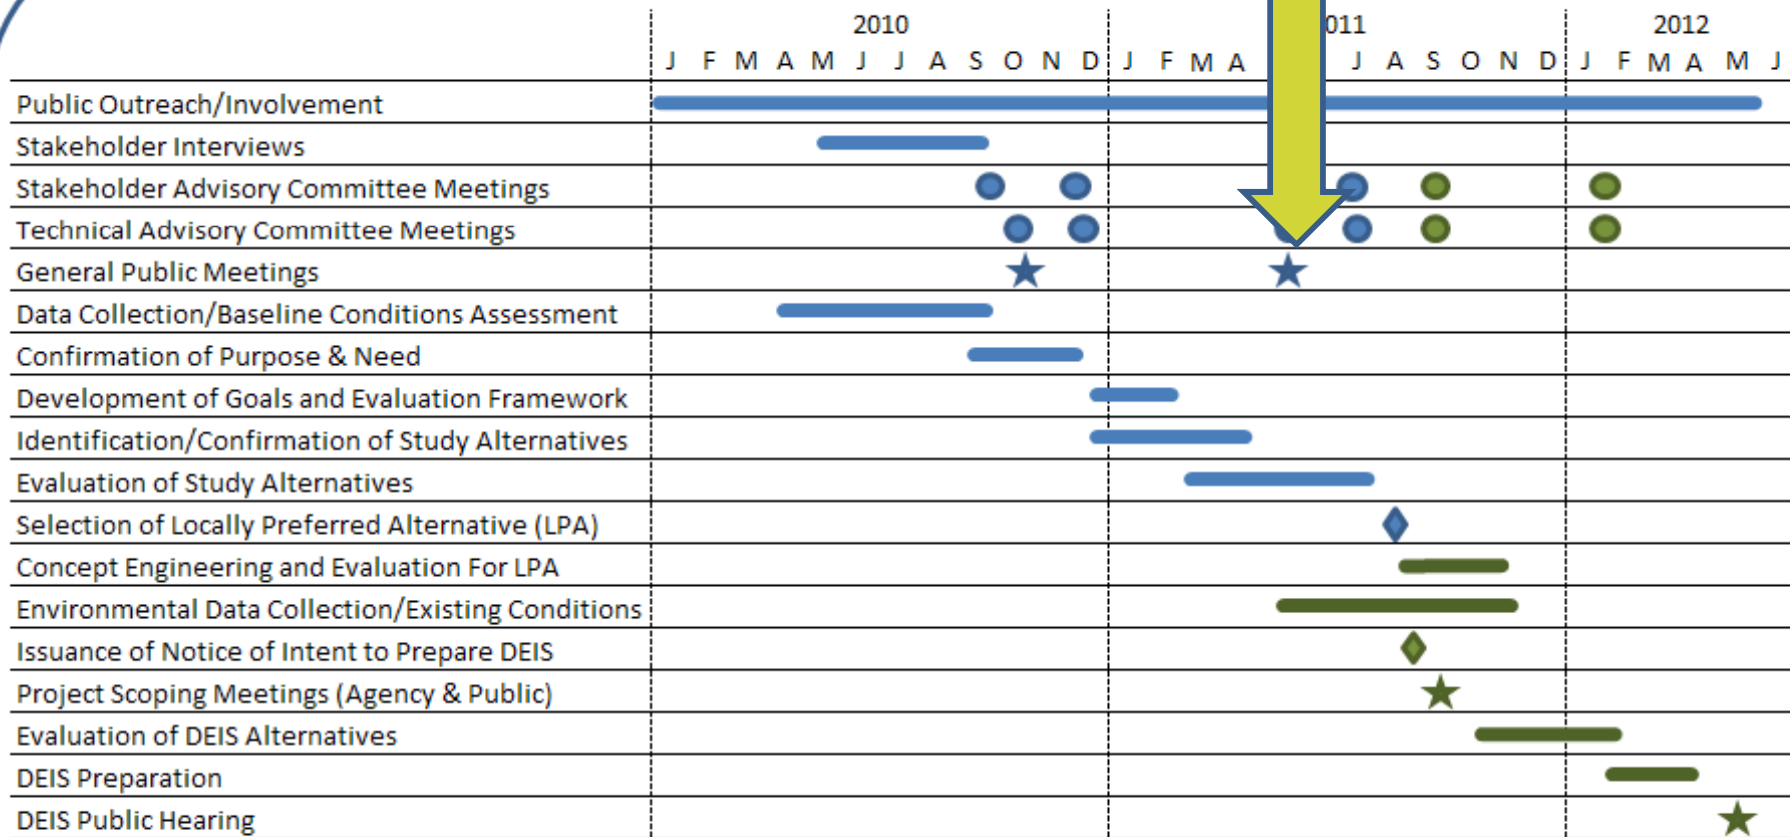 2010 011 2012
J F M A M J J A S O N D J F M A J A S O N D J F M A M J
Public Outreach/Involvement
Stakeholder Interviews
Stakeholder Advisory Committee Meetings
Technical Advisory Committee Meetings
General Public Meetings
Data Collection/Baseline Conditions Assessment
Confirmation of Purpose & Need
Development of Goals and Evaluation Framework
Identification/Confirmation of Study Alternatives
Evaluation of Study Alternatives
Selection of Locally Preferred Alternative (LPA)
Concept Engineering and Evaluation For LPA
Environmental Data Collection/Existing Conditions
Issuance of Notice of Intent to Prepare DEIS
Project Scoping Meetings (Agency & Public)
Evaluation of DEIS Alternatives
DEIS Preparation
DEIS Public Hearing